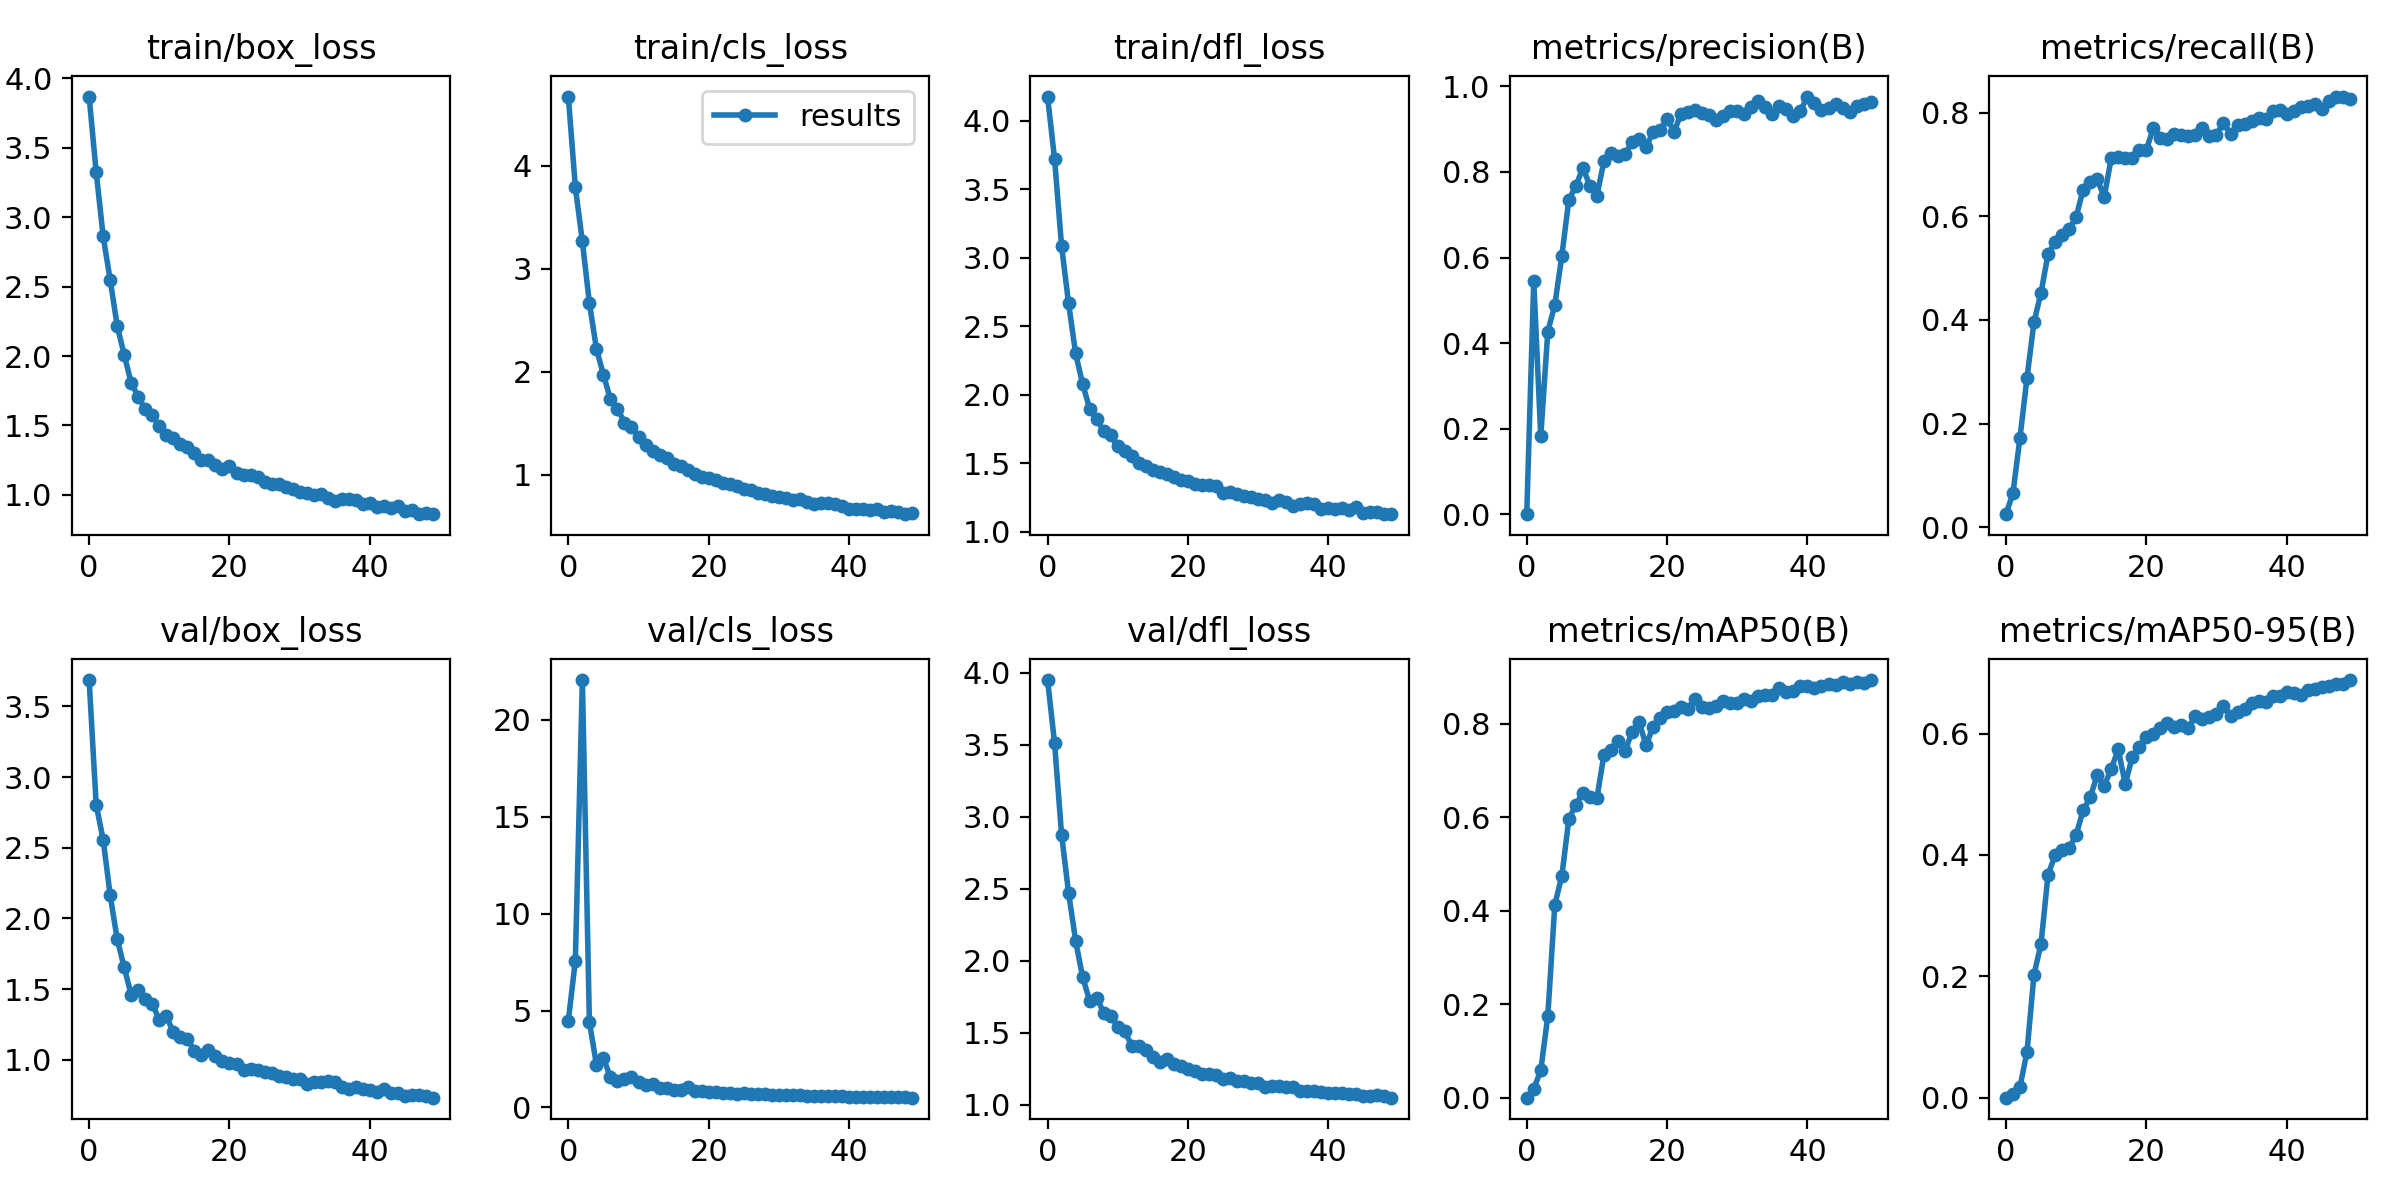 train/box_loss
train/cls_loss
train/dfl_loss
metrics/precision(B)
metrics/recall(B)
4.0
3.5
3.0
2.5
2.0
1.5
1.0
0 20 40
results
4
3
2
1
0 20 40
4.0
3.5
3.0
2.5
2.0
1.5
1.0
0 20 40
1.0
0.8
0.6
0.4
0.2
0.0
0 20 40
0.8
0.6
0.4
0.2
0.0
0 20 40
val/box_loss
val/cls_loss
val/dfl_loss
metrics/mAP50(B)
metrics/mAP50-95(B)
3.5
3.0
2.5
2.0
1.5
1.0
0 20 40
20
15
10
5
0
0 20 40
4.0
3.5
3.0
2.5
2.0
1.5
1.0
0 20 40
0.8
0.6
0.4
0.2
0.0
0 20 40
0.6
0.4
0.2
0.0
0 20 40